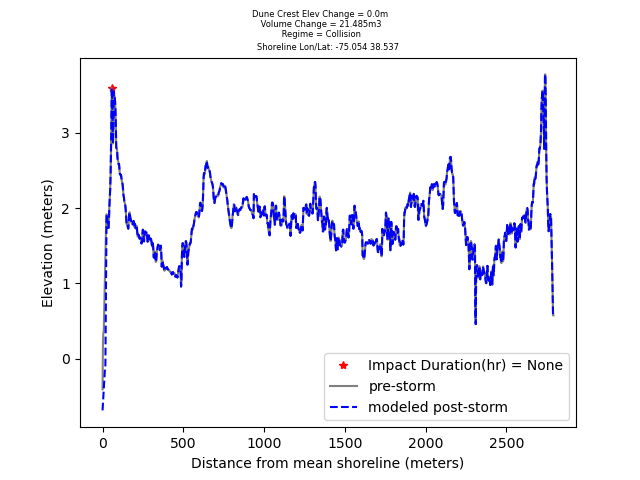 Dune Crest Elev Change = 0.0m
Volume Change = 21.485m3
Regime = Collision
Shoreline Lon/Lat: -75.054 38.537
3
2
1
0
Elevation (meters)
Impact Duration(hr) = None
pre-storm
modeled post-storm
0 500 1000 1500 2000 2500
Distance from mean shoreline (meters)